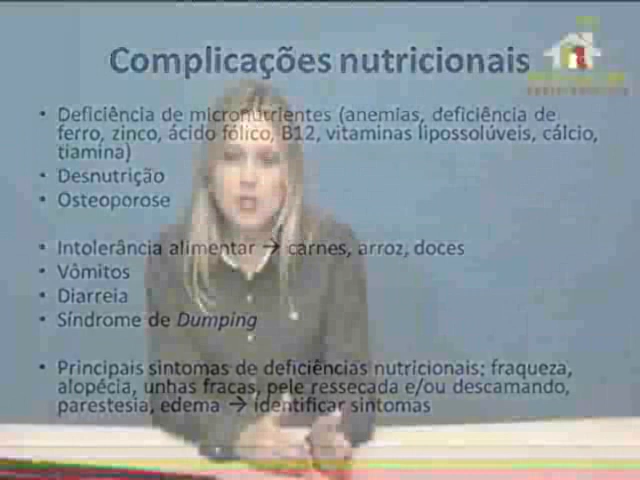 Complicações nutricionais
• Deficiência de micronutrientes (anemias, deficiência de
ferro, zinco, ácido fólico, B12, vitaminas lipossolúveis, cálcio,
tiamina)
• Desnutrição
• Osteoporose
• Intolerância alimentar → carnes, arroz, doces
• Vômitos
• Diarreia
• Síndrome de Dumping
• Principais sintomas de deficiências nutricionais: fraqueza,
alopécia, unhas fracas, pele ressecada e/ou descamando,
parestesia, edema → identificar sintomas